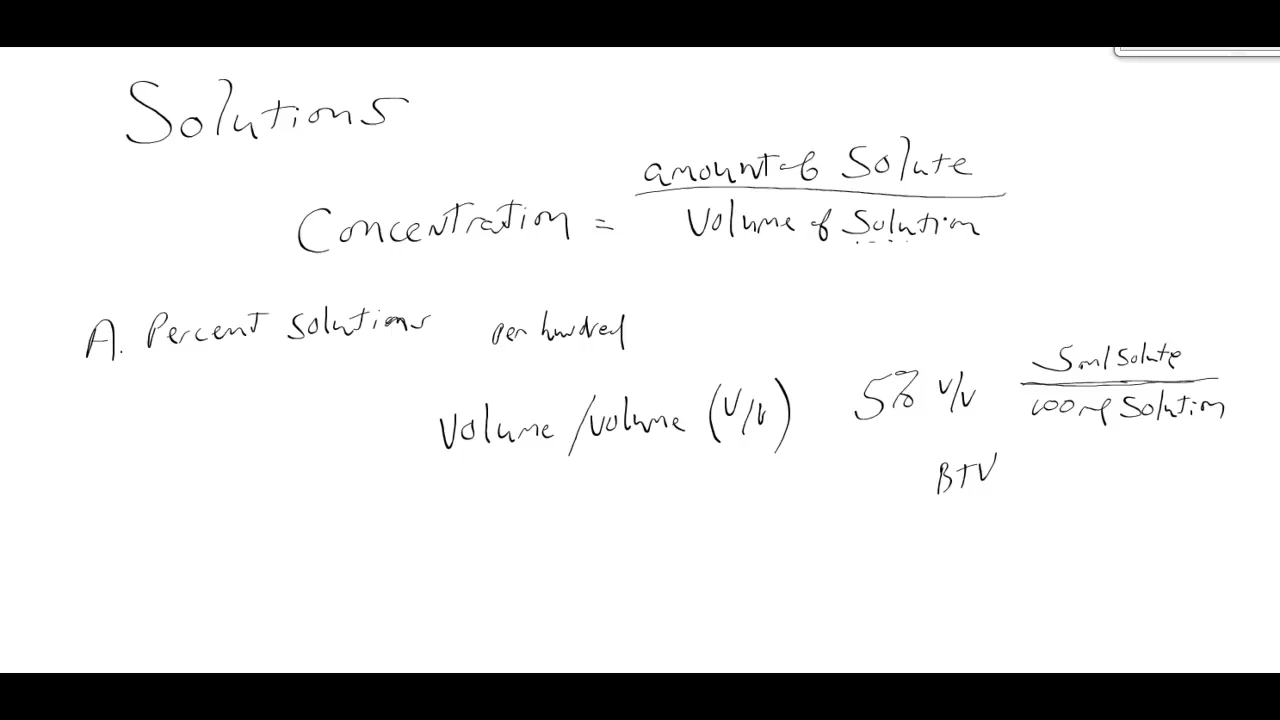 Solutions
Concentration = amount of Solute / Volume of Solution
A. Percent solutions per hundred
Volume/volume (V/V) 5% V/V 5ml Solute / 100ml Solution
BTV